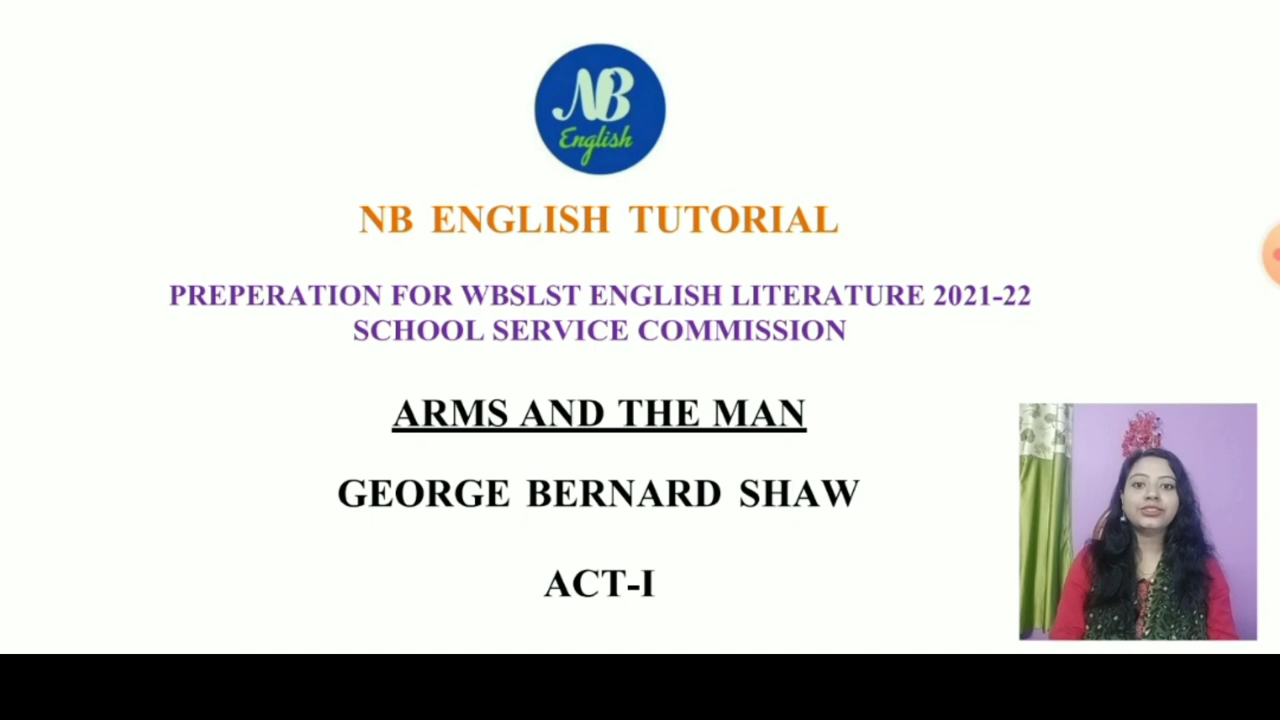 NB
English
NB ENGLISH TUTORIAL
PREPERATION FOR WBSLST ENGLISH LITERATURE 2021-22
SCHOOL SERVICE COMMISSION
ARMS AND THE MAN
GEORGE BERNARD SHAW
ACT-I